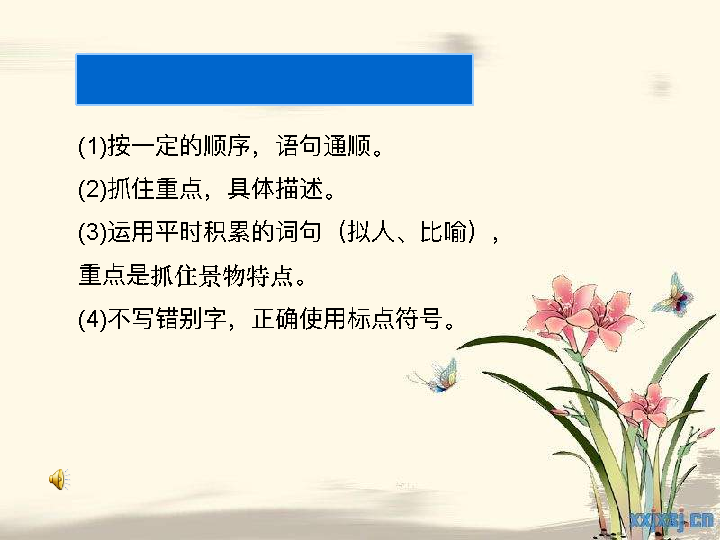 (1)按一定的顺序，语句通顺。
(2)抓住重点，具体描述。
(3)运用平时积累的词句（拟人、比喻），
重点是抓住景物特点。
(4)不写错别字，正确使用标点符号。
xxjxsj.cn